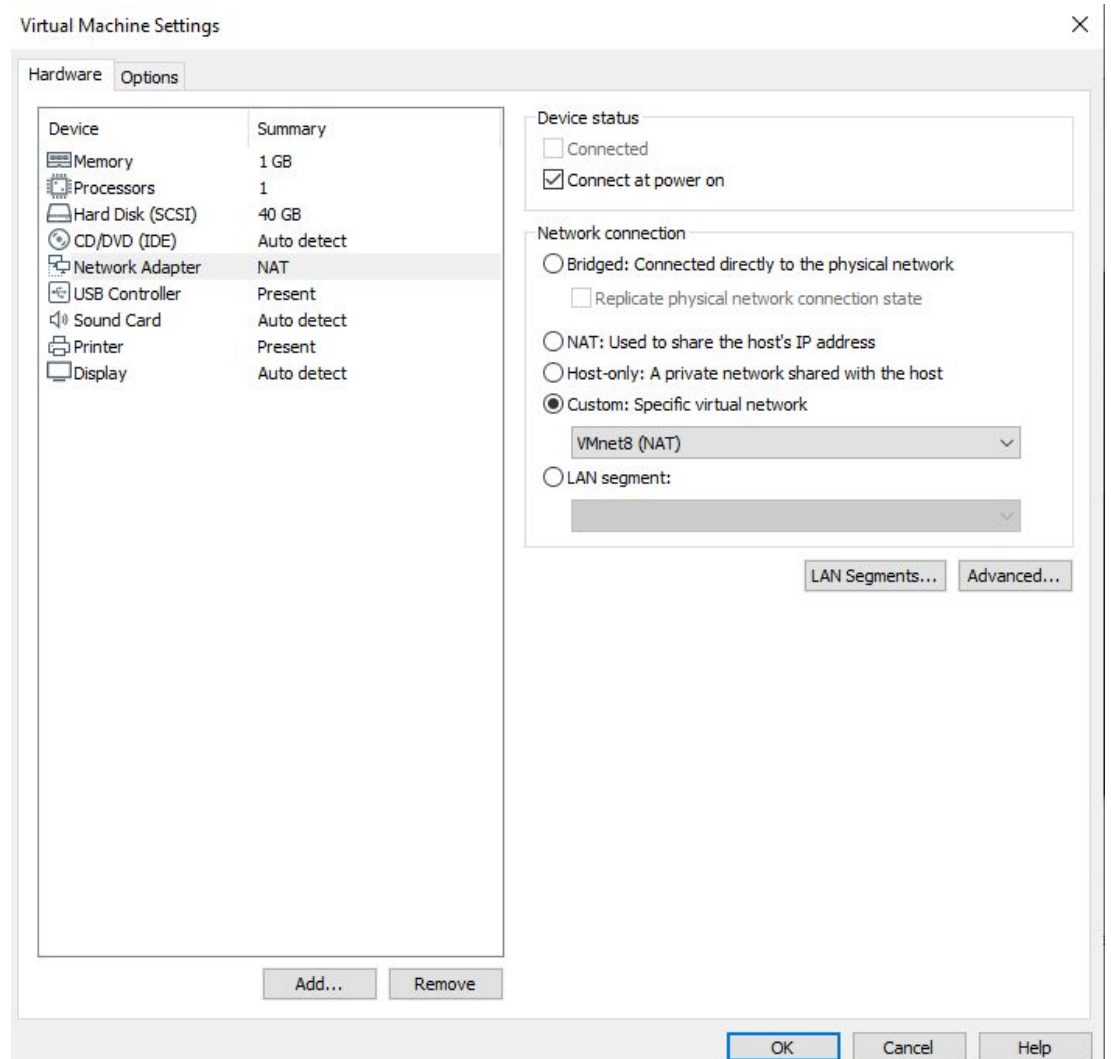 Virtual Machine Settings
Hardware Options
Device Summary
Memory 1 GB
Processors 1
Hard Disk (SCSI) 40 GB
CD/DVD (IDE) Auto detect
Network Adapter NAT
USB Controller Present
Sound Card Auto detect
Printer Present
Display Auto detect
Add... Remove
Device status
Connected
Connect at power on
Network connection
Bridged: Connected directly to the physical network
Replicate physical network connection state
NAT: Used to share the host's IP address
Host-only: A private network shared with the host
Custom: Specific virtual network
VMnet8 (NAT)
LAN segment:
LAN Segments... Advanced...
OK Cancel Help